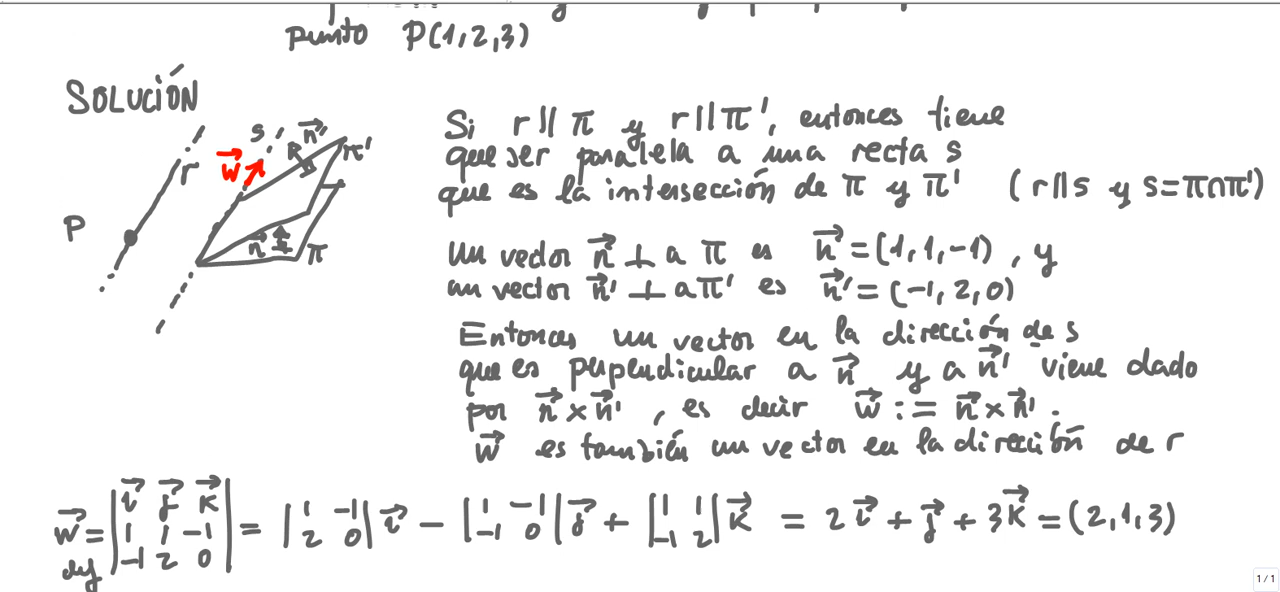 punto P(1,2,3)
SOLUCIÓN
r
w⃗
s
n⃗'
π'
P
n⃗
π
Si r∥π y r∥π', entonces tiene
que ser paralela a una recta s
que es la intersección de π y π' (r∥s y s=π∩π')
Un vector n⃗ ⊥ a π es n⃗=(1,1,-1), y
un vector n⃗' ⊥ a π' es n⃗'=(-1,2,0)
Entonces un vector en la dirección de s
que es perpendicular a n⃗ y a n⃗' viene dado
por n⃗×n⃗', es decir w⃗ := n⃗×n⃗'.
w⃗ es también un vector en la dirección de r
w⃗ =def |i⃗ j⃗ k⃗; 1 1 -1; -1 2 0| = |1 -1; 2 0| i⃗ - |1 -1; -1 0| j⃗ + |1 1; -1 2| k⃗ = 2i⃗ + j⃗ + 3k⃗ = (2,1,3)
1/1